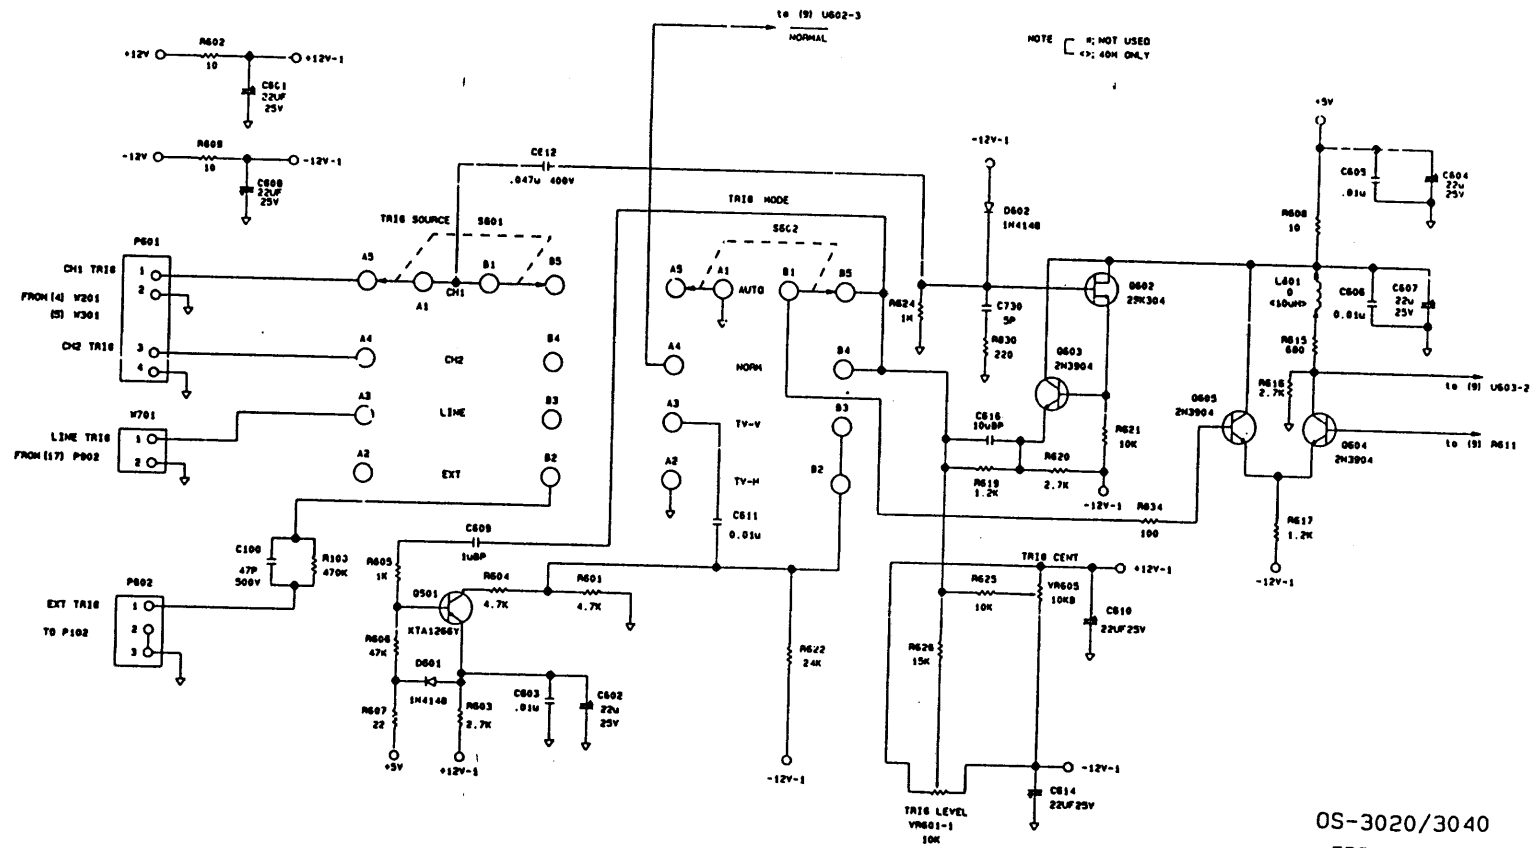 to (9) U602-3
NORMAL
NOTE
*; NOT USED
<>; 40M ONLY
+12V
R602
10
+12V-1
C601
22UF
25V
-12V
R609
10
-12V-1
C608
22UF
25V
CE12
.047u 400V
TRIG SOURCE
S601
TRIG MODE
S602
-12V-1
D602
1N4148
+5V
C605
.01u
C604
22u
25V
R608
10
P601
CH1 TRIG
1
FROM(4) W201
2
(5) W301
CH2 TRIG
3
4
A5
A1
CH1
B1
B5
A4
CH2
B4
A3
LINE
B3
A2
EXT
B2
A5
A1
AUTO
B1
B5
A4
NORM
B4
A3
TV-V
B3
A2
TV-H
B2
R624
1M
C730
5P
R830
220
Q602
2SK304
Q603
2N3904
L601
0
<10uH>
C606
0.01u
C607
22u
25V
R615
680
R616
2.7K
to (9) U603-2
Q605
2N3904
Q604
2N3904
to (9) R611
W701
LINE TRIG
1
FROM(17) P902
2
C616
10uBP
R621
10K
R619
1.2K
R620
2.7K
-12V-1
R634
100
R617
1.2K
-12V-1
C611
0.01u
C100
47P
500V
R103
470K
P802
EXT TRIG
1
TO P102
2
3
C609
1uBP
R605
1K
R604
4.7K
R601
4.7K
Q501
KTA1266Y
R606
47K
D601
1N4148
R607
22
R603
2.7K
+5V
+12V-1
C603
.01u
C602
22u
25V
R622
24K
-12V-1
TRIG CENT
+12V-1
R625
10K
VR605
10KB
C610
22UF25V
R626
15K
-12V-1
C614
22UF25V
TRIG LEVEL
VR601-1
10K
OS-3020/3040